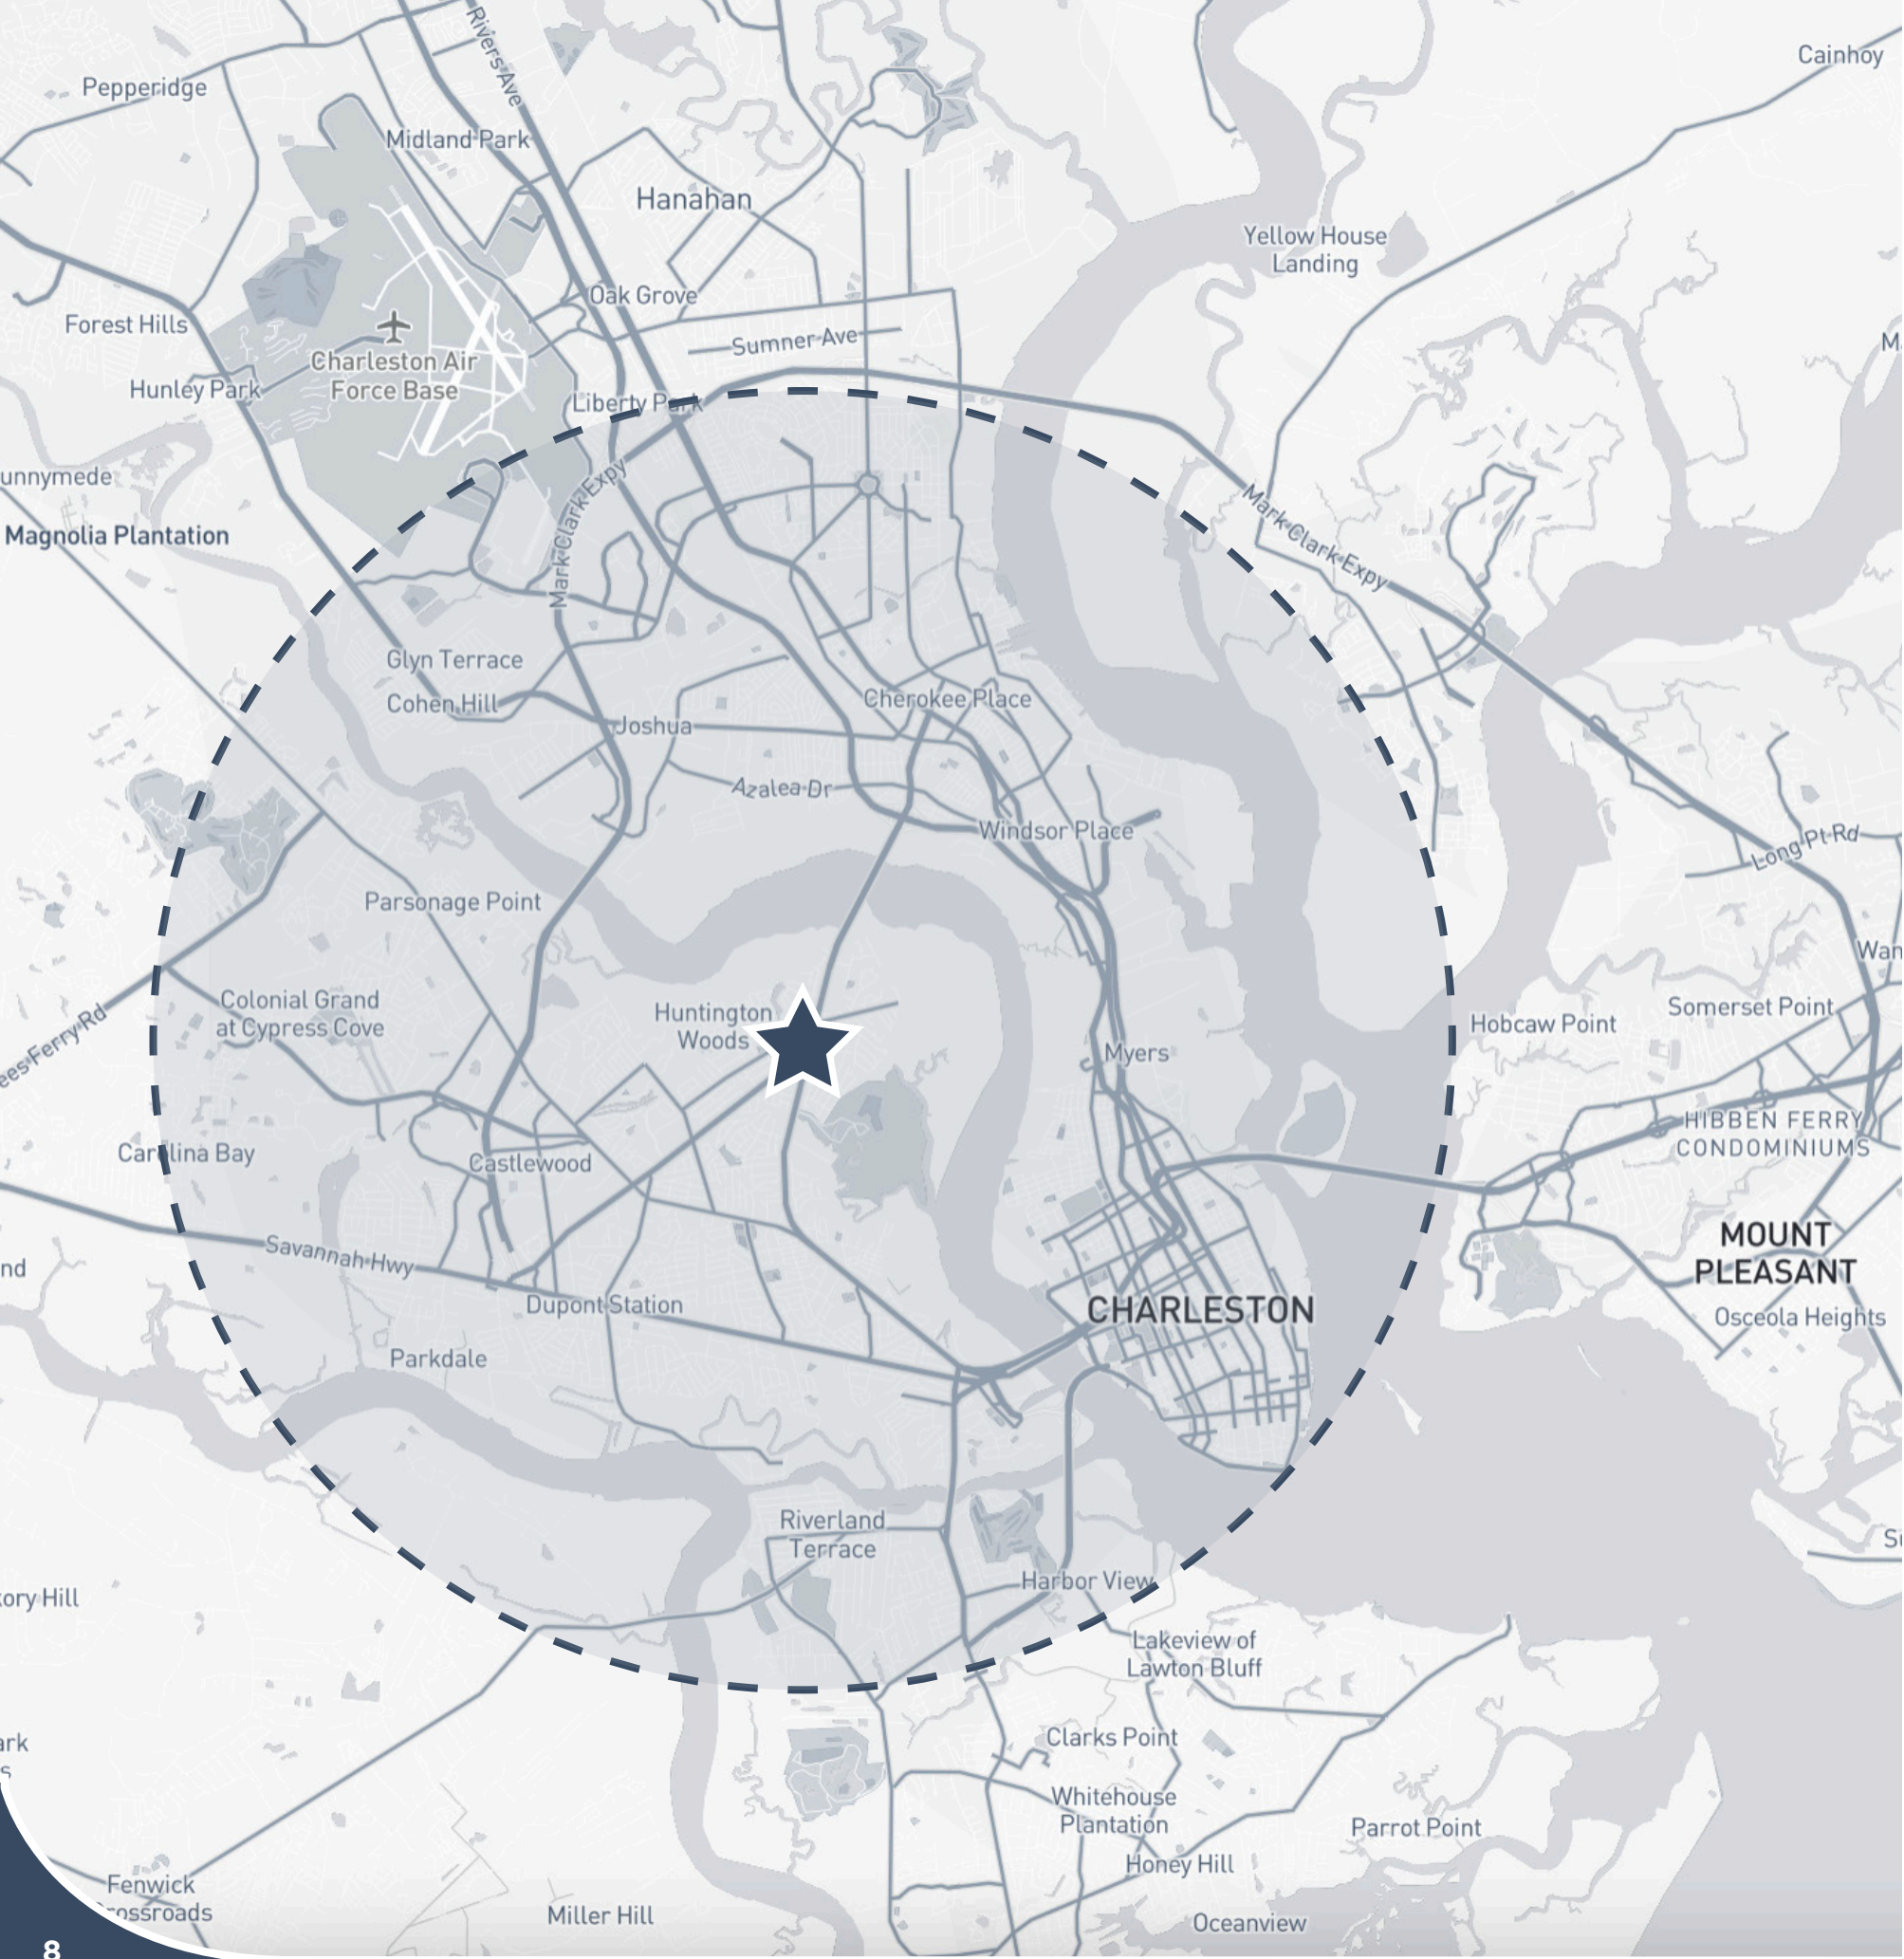 Rivers Ave
Cainhoy
Pepperidge
Midland Park
Hanahan
Yellow House
Landing
Oak Grove
Forest Hills
Sumner Ave
Charleston Air
Force Base
Hunley Park
Liberty Park
unnymede
Mark Clark Expy
Mark Clark Expy
Magnolia Plantation
Glyn Terrace
Cohen Hill
Cherokee Place
Joshua
Azalea Dr
Windsor Place
Long Pt Rd
Parsonage Point
Wan
Colonial Grand
at Cypress Cove
Huntington
Woods
Somerset Point
Hobcaw Point
ees Ferry Rd
Myers
HIBBEN FERRY
CONDOMINIUMS
Carolina Bay
Castlewood
MOUNT
PLEASANT
Savannah Hwy
nd
Dupont Station
CHARLESTON
Osceola Heights
Parkdale
Riverland
Terrace
Harbor View
kory Hill
Lakeview of
Lawton Bluff
Clarks Point
ark
s
Whitehouse
Plantation
Parrot Point
Honey Hill
Fenwick
Crossroads
Miller Hill
Oceanview
8